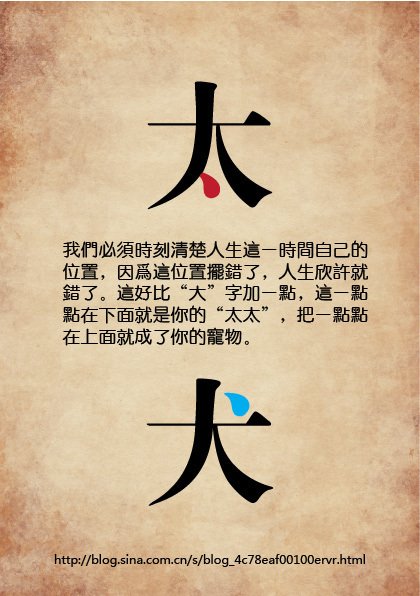 太
我們必須時刻清楚人生這一時間自己的
位置，因爲這位置擺錯了，人生欣許就
錯了。這好比“大”字加一點，這一點
點在下面就是你的“太太”，把一點點
在上面就成了你的寵物。
犬
http://blog.sina.com.cn/s/blog_4c78eaf00100ervr.html